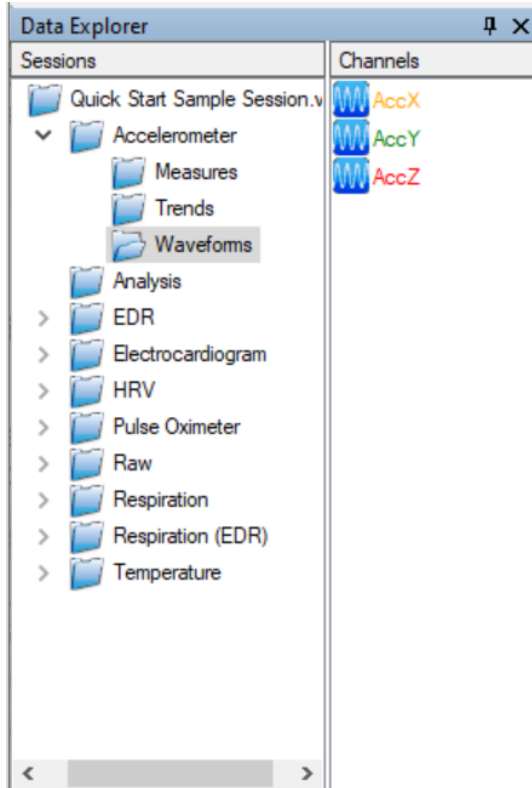 Data Explorer
Sessions
Channels
Quick Start Sample Session.v
Accelerometer
Measures
Trends
Waveforms
Analysis
EDR
Electrocardiogram
HRV
Pulse Oximeter
Raw
Respiration
Respiration (EDR)
Temperature
AccX
AccY
AccZ